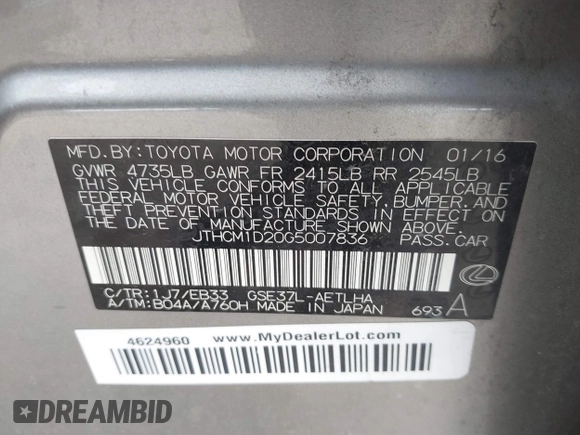 MFD.BY:TOYOTA MOTOR CORPORATION 01/16
GVWR 4735LB GAWR FR 2415LB RR 2545LB
THIS VEHICLE CONFORMS TO ALL APPLICABLE
FEDERAL MOTOR VEHICLE SAFETY,BUMPER,AND
THEFT PREVENTION STANDARDS IN EFFECT ON
THE DATE OF MANUFACTURE SHOWN ABOVE.
JTHCM1D20G5007836 PASS.CAR
C/TR:1J7/EB33 GSE37L-AETLHA
A/TM:B04A/A760H MADE IN JAPAN 693 A
4624960 www.MyDealerLot.com
DREAMBID